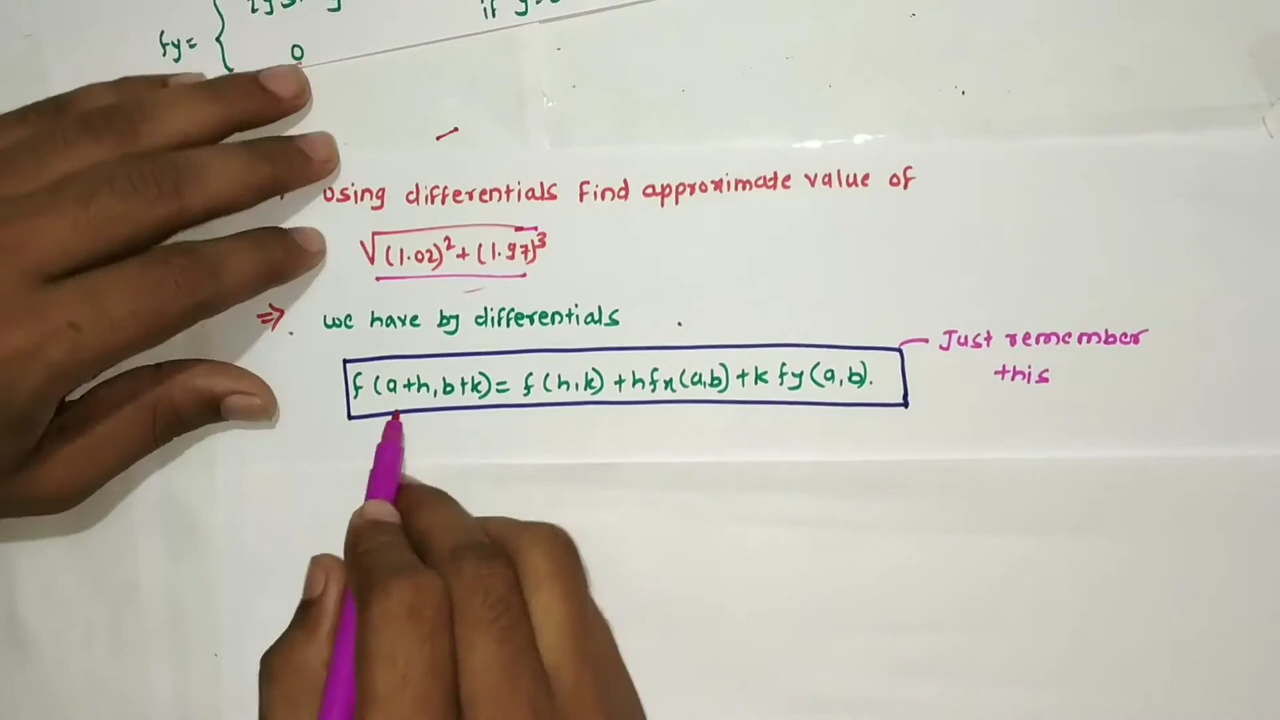 if
fy= {
0
using differentials Find approximate value of
√(1.02)²+(1.97)³
⇒. we have by differentials .
f(a+h,b+k)= f(h,k)+hfx(a,b)+k fy(a,b).
Just remember
this